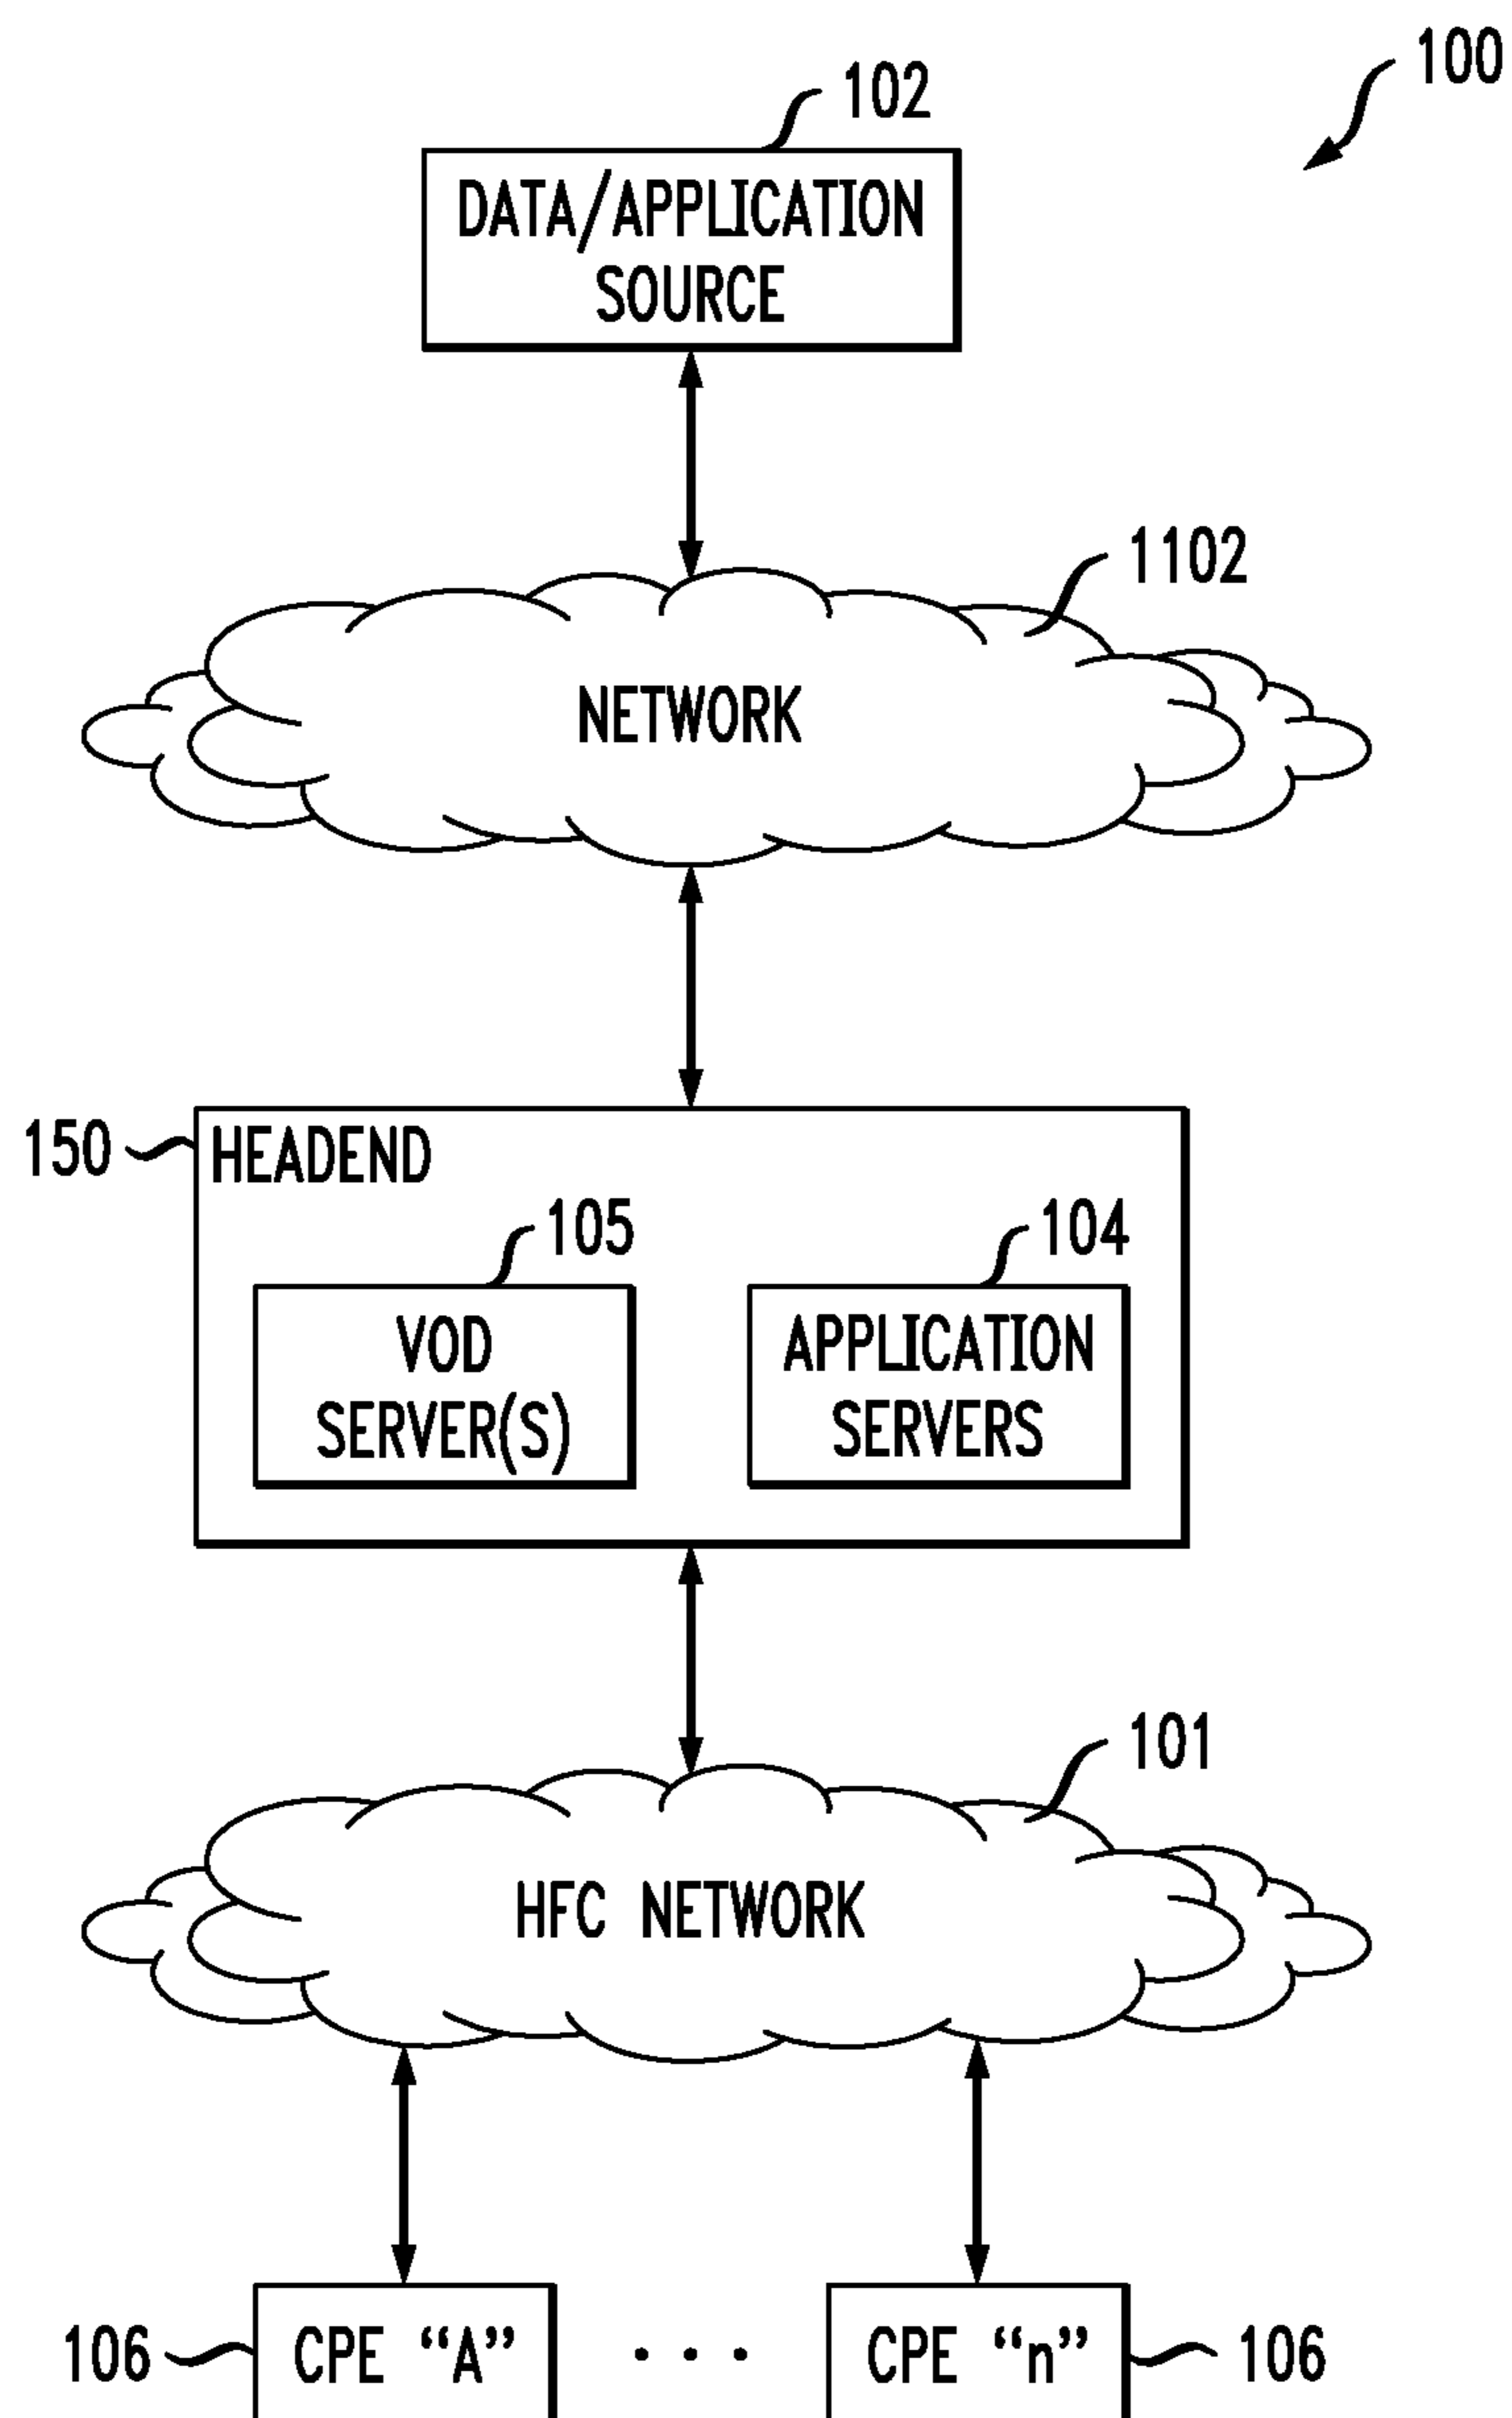 100
102
DATA/APPLICATION
SOURCE
1102
NETWORK
150
HEADEND
105
104
VOD
SERVER(S)
APPLICATION
SERVERS
101
HFC NETWORK
106
CPE “A”
. . .
CPE “n”
106